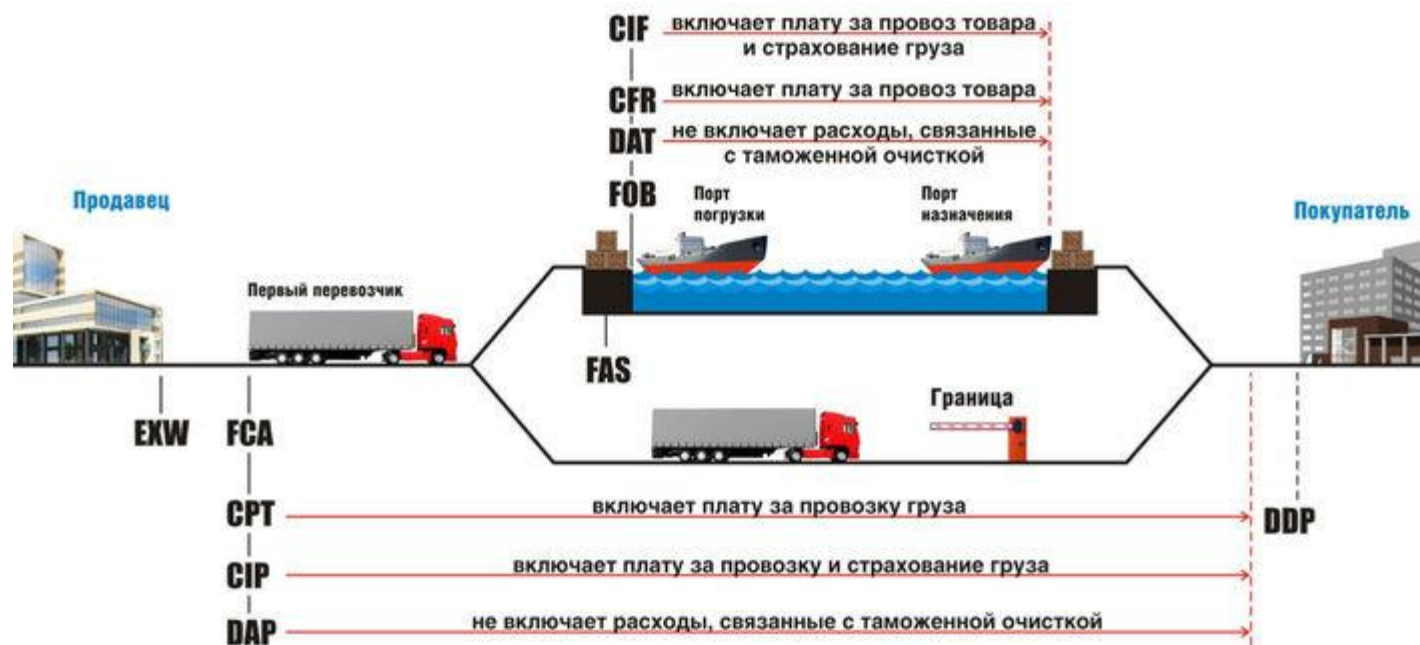 CIF включает плату за провоз товара
и страхование груза
CFR включает плату за провоз товара
DAT не включает расходы, связанные
с таможенной очисткой
Продавец
FOB
Порт
погрузки
Порт
назначения
Покупатель
Первый перевозчик
FAS
Граница
EXW
FCA
CPT включает плату за провозку груза
DDP
CIP включает плату за провозку и страхование груза
DAP не включает расходы, связанные с таможенной очисткой